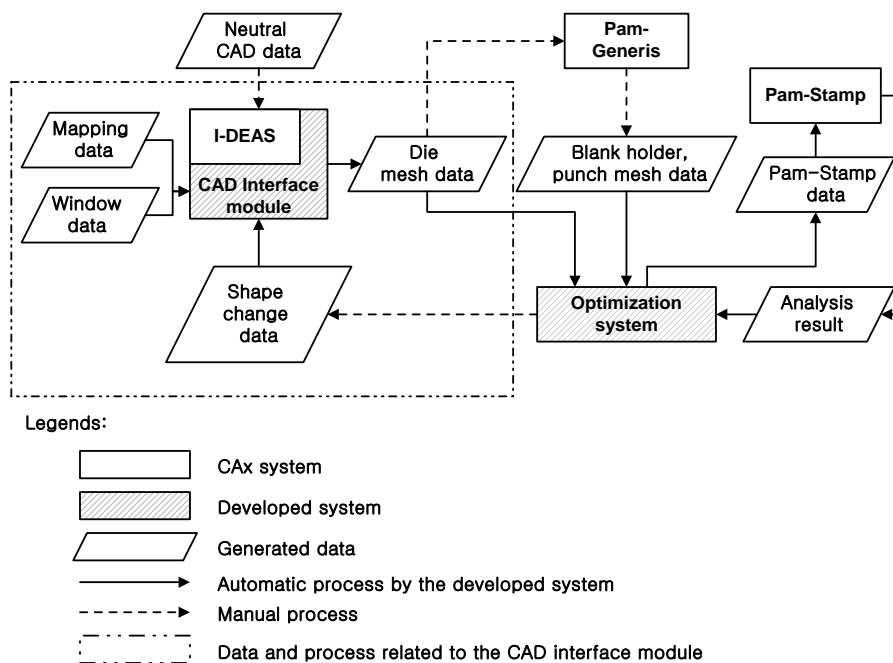 Neutral
CAD data
Pam-
Generis
Pam-Stamp
I-DEAS
Mapping
data
Die
mesh data
Blank holder,
punch mesh data
Pam-Stamp
data
CAD Interface
module
Window
data
Shape
change
data
Optimization
system
Analysis
result
Legends:
CAx system
Developed system
Generated data
Automatic process by the developed system
Manual process
Data and process related to the CAD interface module